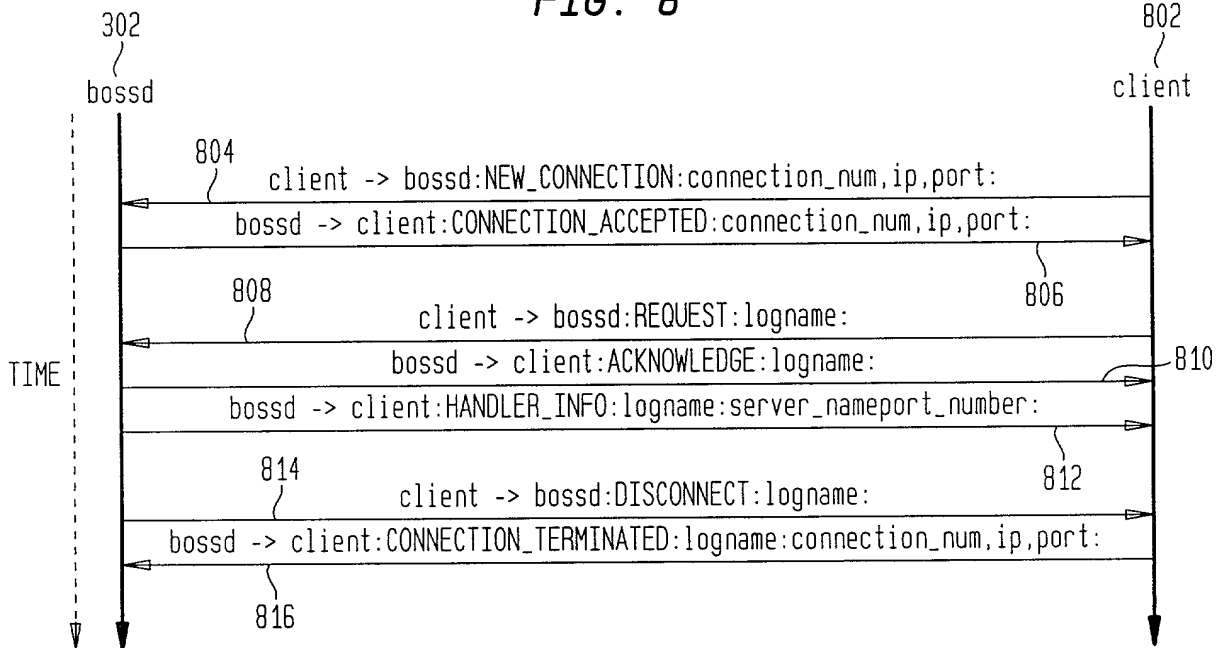 FIG. 8
302
802
bossd
client
804
client -> bossd:NEW_CONNECTION:connection_num,ip,port:
bossd -> client:CONNECTION_ACCEPTED:connection_num,ip,port:
806
808
client -> bossd:REQUEST:logname:
TIME
bossd -> client:ACKNOWLEDGE:logname:
810
bossd -> client:HANDLER_INFO:logname:server_nameport_number:
812
814
client -> bossd:DISCONNECT:logname:
bossd -> client:CONNECTION_TERMINATED:logname:connection_num,ip,port:
816